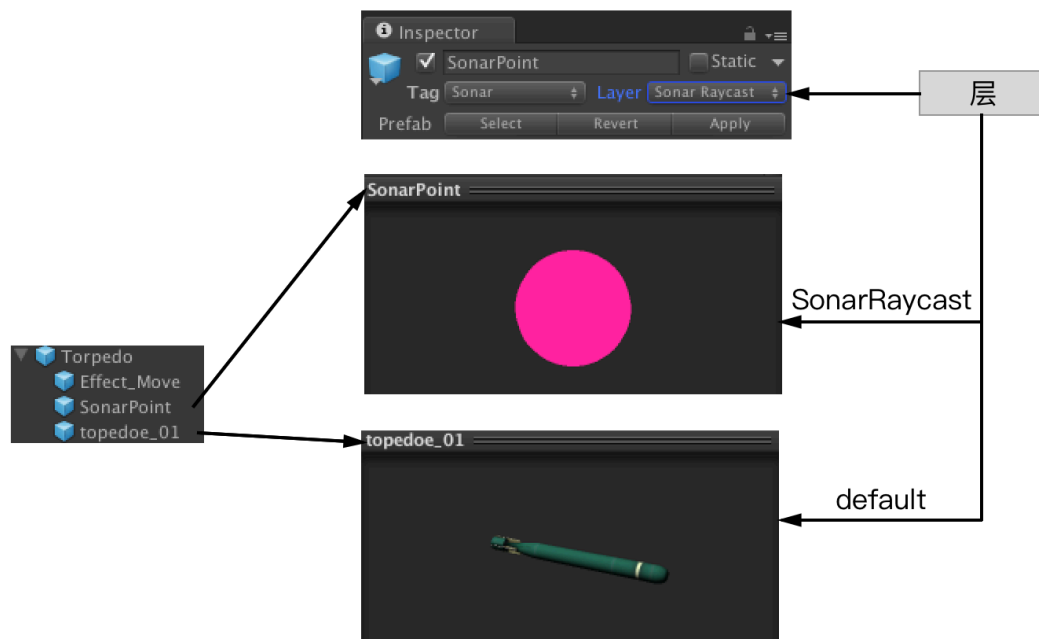 Inspector
SonarPoint
Static
Tag Sonar Layer Sonar Raycast
Prefab Select Revert Apply
层
SonarPoint
SonarRaycast
Torpedo
Effect_Move
SonarPoint
topedoe_01
topedoe_01
default